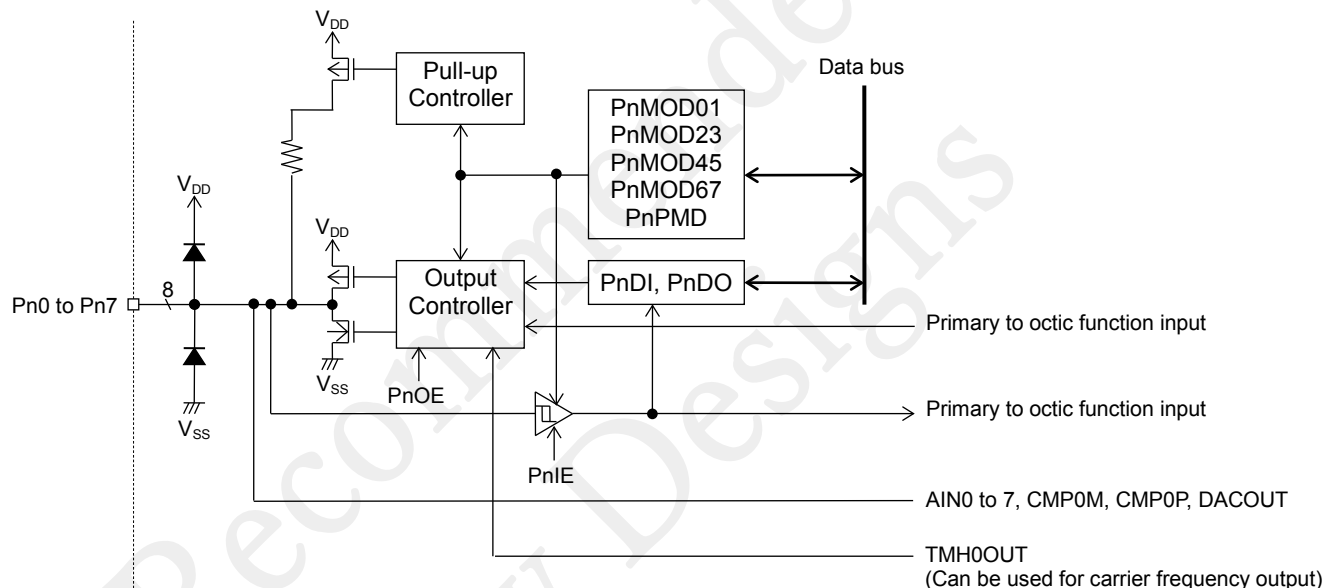 VDD
Pull-up
Controller
Data bus
PnMOD01
PnMOD23
PnMOD45
PnMOD67
PnPMD
VDD
VDD
Output
Controller
PnDI, PnDO
Pn0 to Pn7
8
Primary to octic function input
VSS
PnOE
VSS
Primary to octic function input
PnIE
AIN0 to 7, CMP0M, CMP0P, DACOUT
TMH0OUT
(Can be used for carrier frequency output)
Recommended
Designs